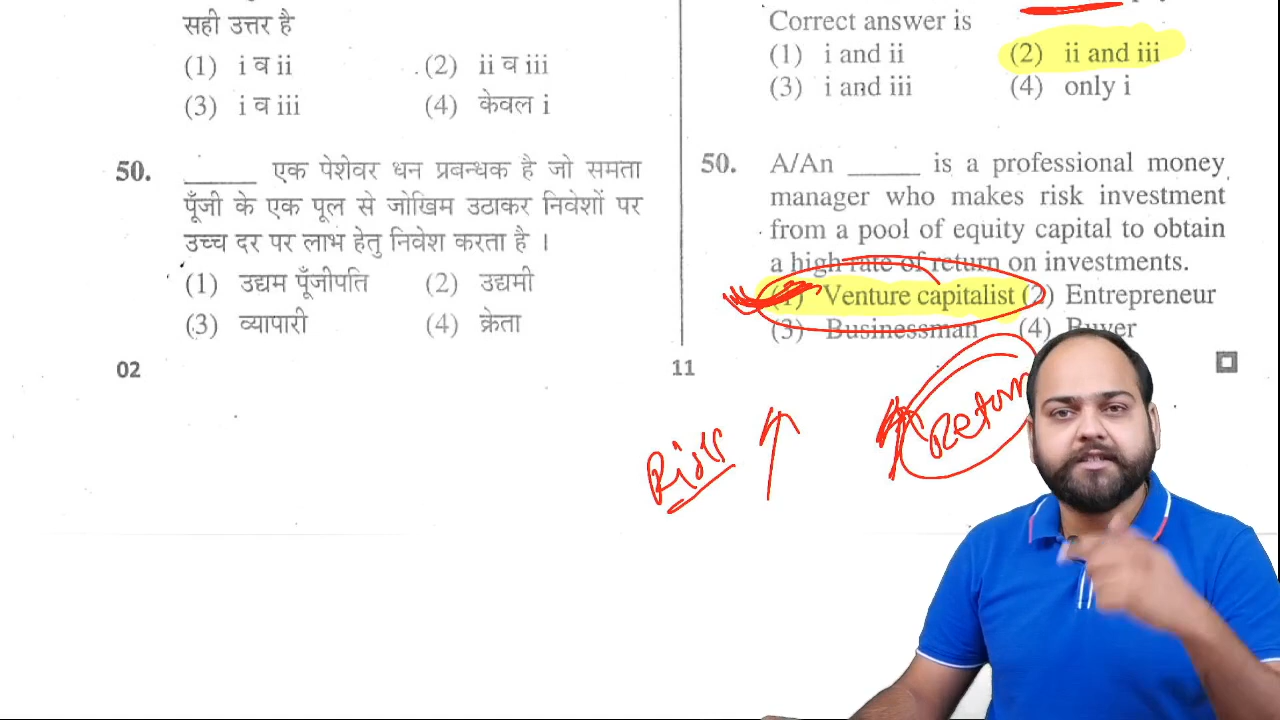 सही उत्तर है
(1) i व ii
(2) ii व iii
(3) i व iii
(4) केवल i
50. _____ एक पेशेवर धन प्रबन्धक है जो समता
पूँजी के एक पूल से जोखिम उठाकर निवेशों पर
उच्च दर पर लाभ हेतु निवेश करता है ।
(1) उद्यम पूँजीपति
(2) उद्यमी
(3) व्यापारी
(4) क्रेता
02
Correct answer is
(1) i and ii
(2) ii and iii
(3) i and iii
(4) only i
50. A/An _____ is a professional money
manager who makes risk investment
from a pool of equity capital to obtain
a high rate of return on investments.
(1) Venture capitalist (2) Entrepreneur
(3) Businessman (4) Buyer
11
Risk
Return